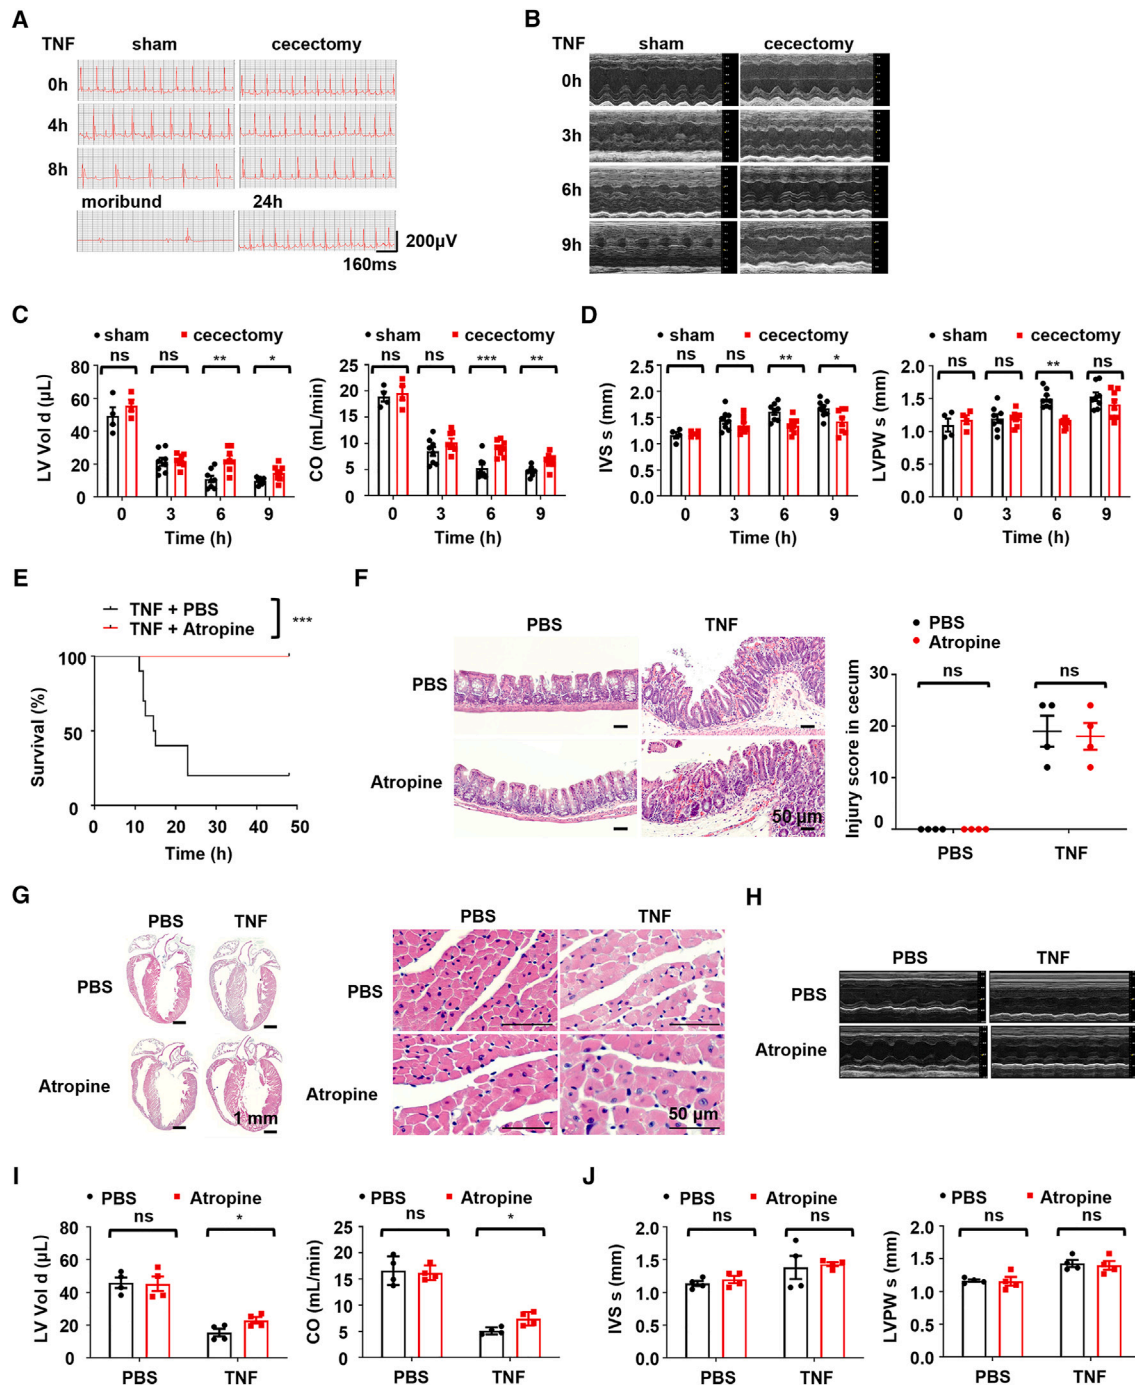 A
TNF sham cecectomy
0h
4h
8h
moribund 24h
200µV
160ms
B
TNF sham cecectomy
0h
3h
6h
9h
C
sham cecectomy
ns ns ** *
LV Vol d (µL)
80
60
40
20
0
0 3 6 9
Time (h)
sham cecectomy
ns ns *** **
CO (mL/min)
25
20
15
10
5
0
0 3 6 9
Time (h)
D
sham cecectomy
ns ns ** *
IVS s (mm)
2.5
2.0
1.5
1.0
0.5
0.0
0 3 6 9
Time (h)
sham cecectomy
ns ns ** ns
LVPW s (mm)
2.0
1.5
1.0
0.5
0.0
0 3 6 9
Time (h)
E
TNF + PBS
TNF + Atropine
***
Survival (%)
100
50
0
0 10 20 30 40 50
Time (h)
F
PBS TNF
PBS
Atropine
50 µm
PBS
Atropine
ns ns
Injury score in cecum
30
20
10
0
PBS TNF
G
PBS TNF
PBS
Atropine
1 mm
PBS TNF
PBS
Atropine
50 µm
H
PBS TNF
PBS
Atropine
I
PBS Atropine
ns *
LV Vol d (µL)
80
60
40
20
0
PBS TNF
PBS Atropine
ns *
CO (mL/min)
25
20
15
10
5
0
PBS TNF
J
PBS Atropine
ns ns
IVS s (mm)
2.0
1.5
1.0
0.5
0.0
PBS TNF
PBS Atropine
ns ns
LVPW s (mm)
2.0
1.5
1.0
0.5
0.0
PBS TNF